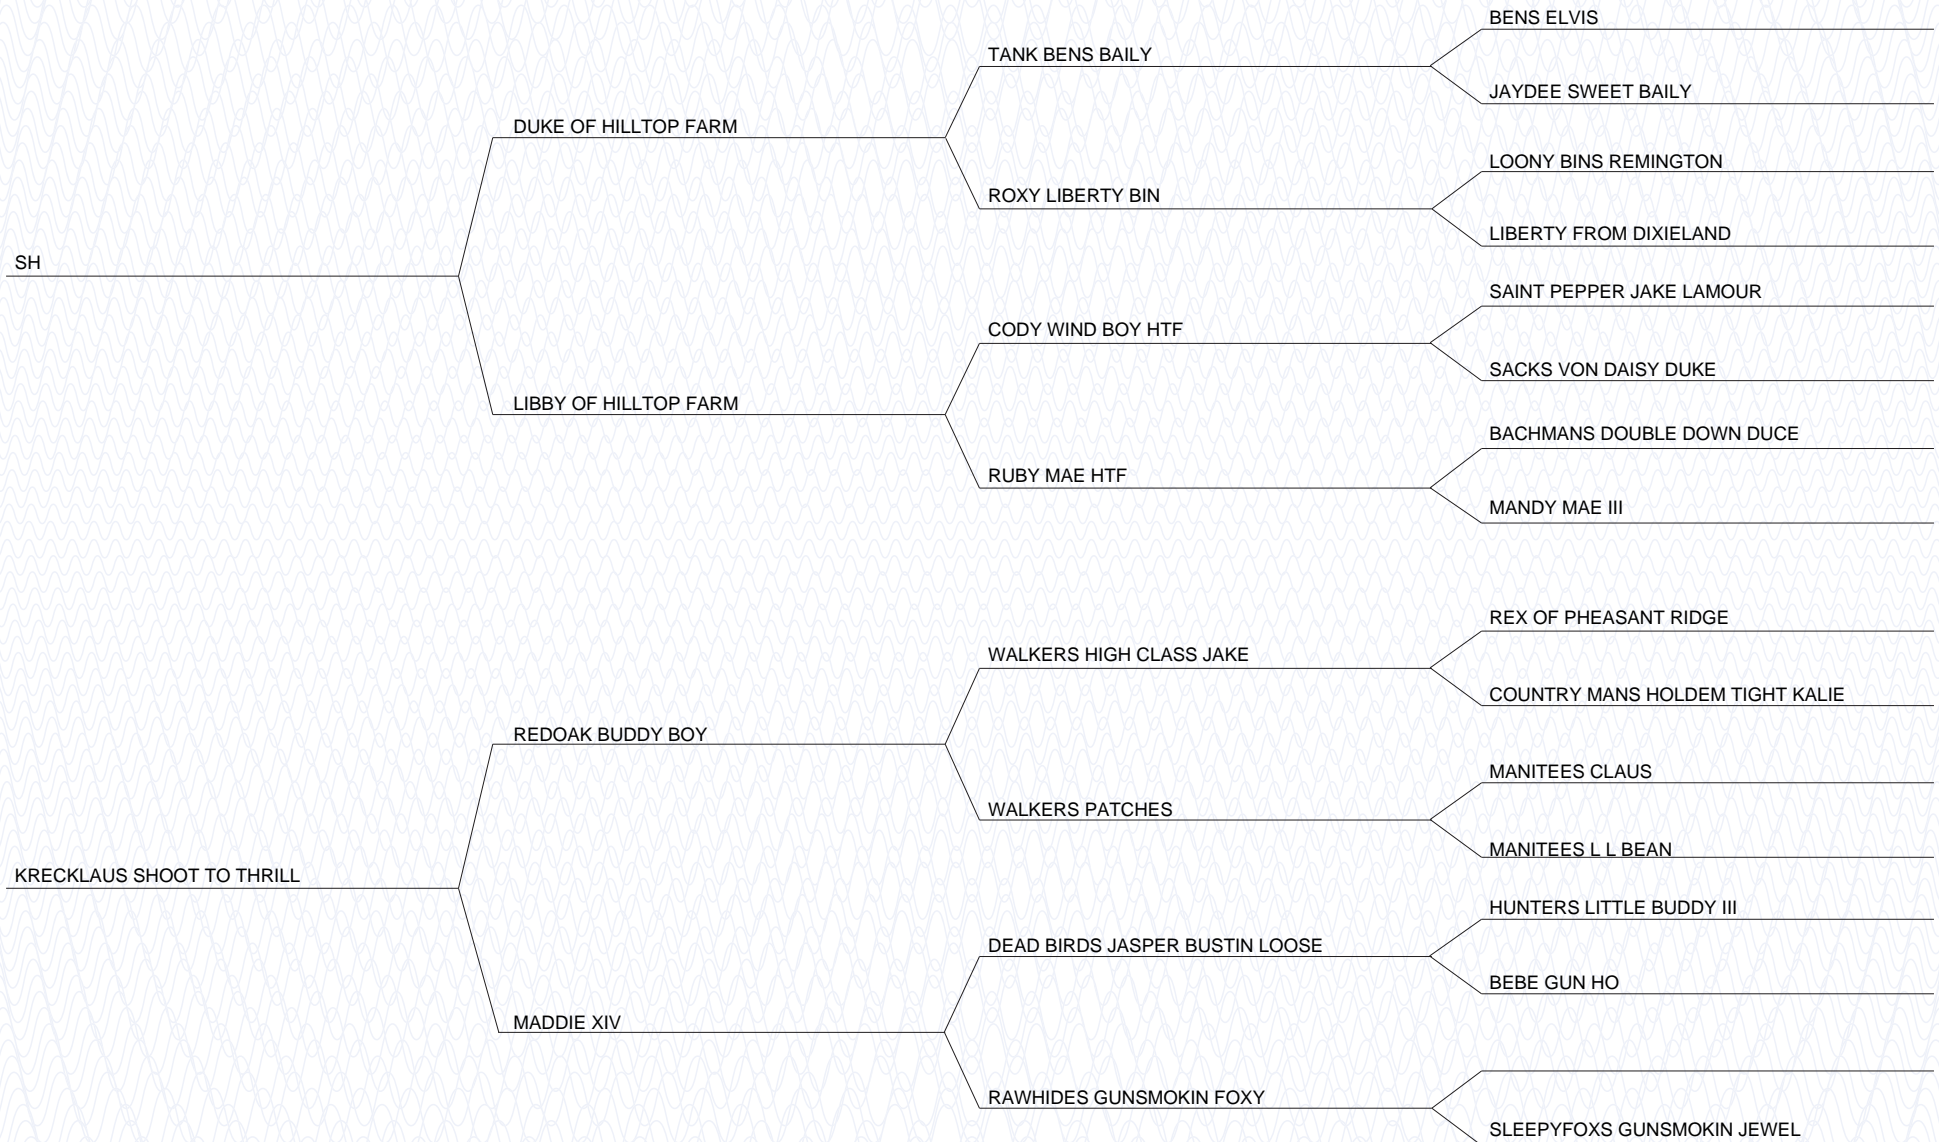 BENS ELVIS
TANK BENS BAILY
JAYDEE SWEET BAILY
DUKE OF HILLTOP FARM
LOONY BINS REMINGTON
ROXY LIBERTY BIN
LIBERTY FROM DIXIELAND
SH
SAINT PEPPER JAKE LAMOUR
CODY WIND BOY HTF
SACKS VON DAISY DUKE
LIBBY OF HILLTOP FARM
BACHMANS DOUBLE DOWN DUCE
RUBY MAE HTF
MANDY MAE III
REX OF PHEASANT RIDGE
WALKERS HIGH CLASS JAKE
COUNTRY MANS HOLDEM TIGHT KALIE
REDOAK BUDDY BOY
MANITEES CLAUS
WALKERS PATCHES
MANITEES L L BEAN
KRECKLAUS SHOOT TO THRILL
HUNTERS LITTLE BUDDY III
DEAD BIRDS JASPER BUSTIN LOOSE
BEBE GUN HO
MADDIE XIV
RAWHIDES GUNSMOKIN FOXY
SLEEPYFOXS GUNSMOKIN JEWEL